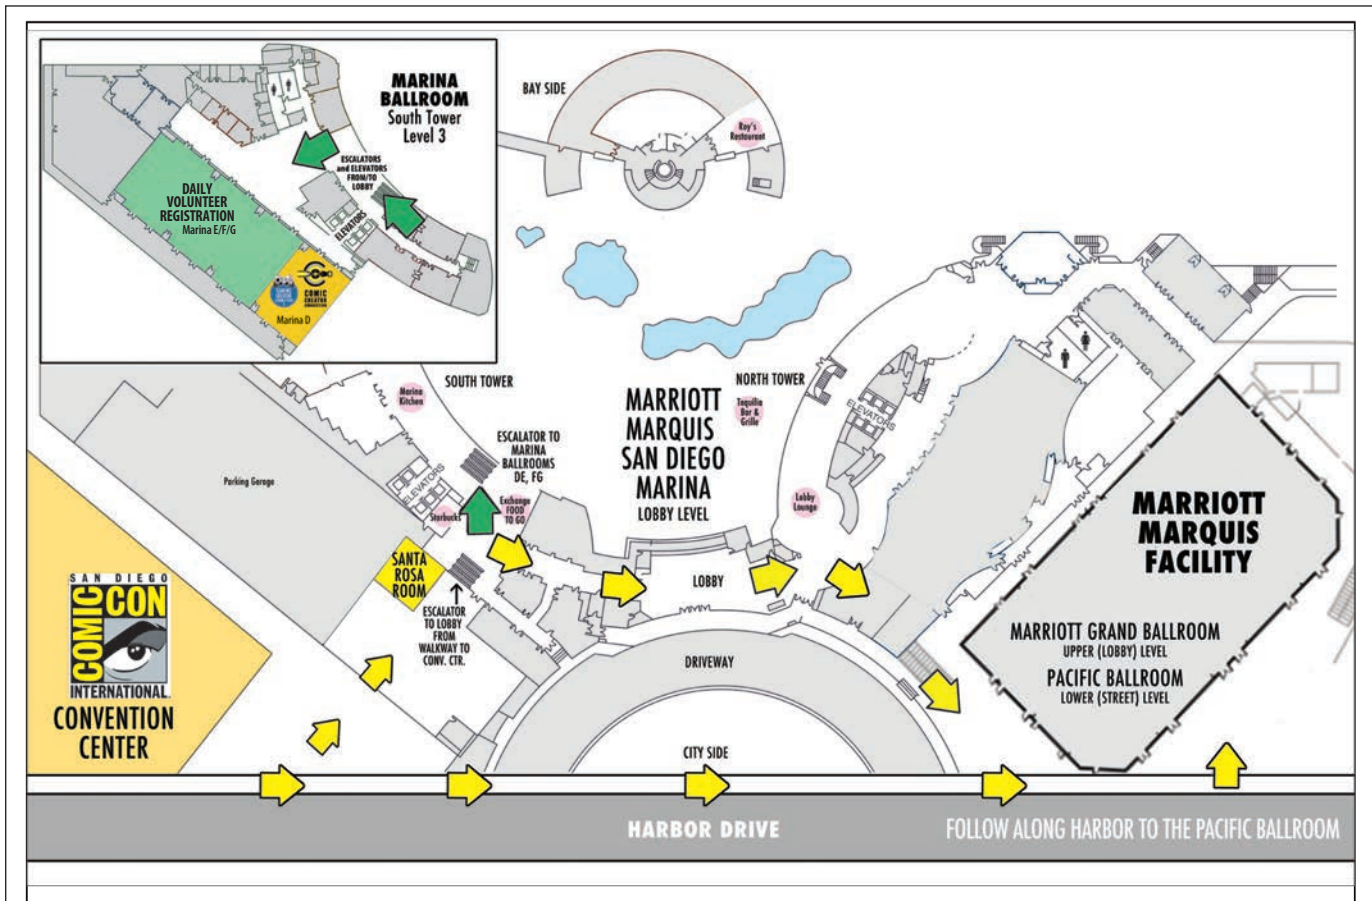 MARINA
BALLROOM
South Tower
Level 3
ESCALATORS
and ELEVATORS
FROM/TO
LOBBY
ELEVATORS
DAILY
VOLUNTEER
REGISTRATION
Marina E/F/G
COMIC
CREATOR
CONNECTION
Marina D
BAY SIDE
Roy's
Restaurant
SOUTH TOWER
Marina
Kitchen
ESCALATOR TO
MARINA
BALLROOMS
DE, FG
ELEVATORS
Starbucks
Exchange
FOOD
TO GO
Parking Garage
SANTA
ROSA
ROOM
ESCALATOR
TO LOBBY
FROM
WALKWAY TO
CONV. CTR.
MARRIOTT
MARQUIS
SAN DIEGO
MARINA
LOBBY LEVEL
NORTH TOWER
Tequilla
Bar &
Grille
ELEVATORS
Lobby
Lounge
LOBBY
DRIVEWAY
CITY SIDE
MARRIOTT
MARQUIS
FACILITY
MARRIOTT GRAND BALLROOM
UPPER (LOBBY) LEVEL
PACIFIC BALLROOM
LOWER (STREET) LEVEL
SAN DIEGO
COMIC CON
INTERNATIONAL
CONVENTION
CENTER
HARBOR DRIVE
FOLLOW ALONG HARBOR TO THE PACIFIC BALLROOM